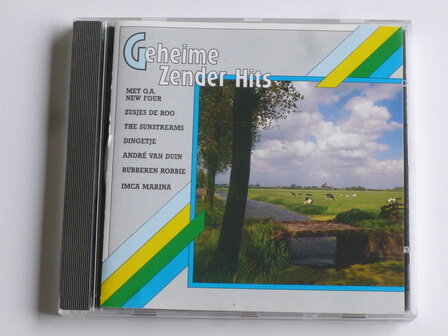 Geheime
Zender Hits
MET O.A.
NEW FOUR
ZUSJES DE ROO
THE SUNSTREAMS
DINGETJE
ANDRÉ VAN DUIN
RUBBEREN ROBBIE
IMCA MARINA